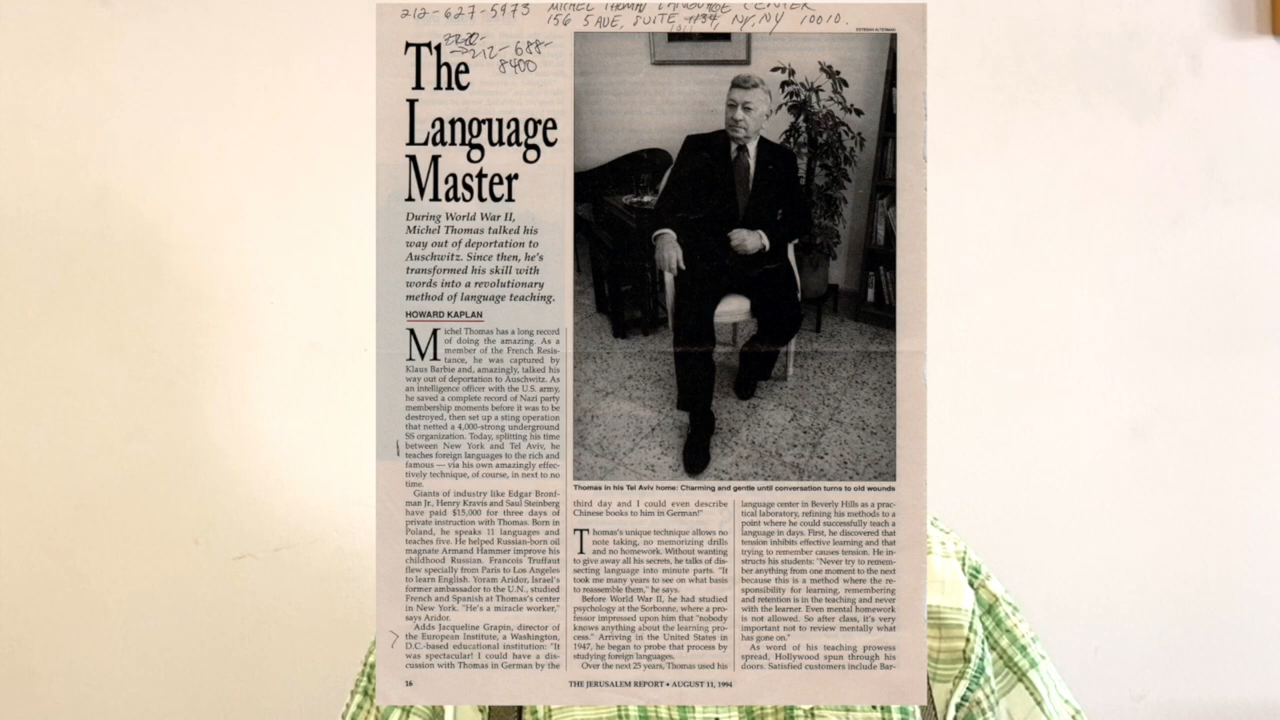 212-627-5973 MICHEL THOMAS LANGUAGE CENTER
156 5 AVE, SUITE NY, NY 10010.
212-688-
8400
The
Language
Master
During World War II,
Michel Thomas talked his
way out of deportation to
Auschwitz. Since then, he's
transformed his skill with
words into a revolutionary
method of language teaching.
HOWARD KAPLAN
Michel Thomas has a long record
of doing the amazing. As a
member of the French Resis-
tance, he was captured by
Klaus Barbie and, amazingly, talked his
way out of deportation to Auschwitz. As
an intelligence officer with the U.S. army,
he saved a complete record of Nazi party
membership moments before it was to be
destroyed, then set up a sting operation
that netted a 4,000-strong underground
SS organization. Today, splitting his time
between New York and Tel Aviv, he
teaches foreign languages to the rich and
famous — via his own amazingly effec-
tively technique, of course, in next to no
time.
Giants of industry like Edgar Bronf-
man Jr., Henry Kravis and Saul Steinberg
have paid $15,000 for three days of
private instruction with Thomas. Born in
Poland, he speaks 11 languages and
teaches five. He helped Russian-born oil
magnate Armand Hammer improve his
childhood Russian. Francois Truffaut
flew specially from Paris to Los Angeles
to learn English. Yoram Aridor, Israel's
former ambassador to the U.N., studied
French and Spanish at Thomas's center
in New York. "He's a miracle worker,"
says Aridor.
Adds Jacqueline Grapin, director of
the European Institute, a Washington,
D.C.-based educational institution: "It
was spectacular! I could have a dis-
cussion with Thomas in German by the
Thomas in his Tel Aviv home: Charming and gentle until conversation turns to old wounds
third day and I could even describe
Chinese books to him in German!"
Thomas's unique technique allows no
note taking, no memorizing drills
and no homework. Without wanting
to give away all his secrets, he talks of dis-
secting language into minute parts. "It
took me many years to see on what basis
to reassemble them," he says.
Before World War II, he had studied
psychology at the Sorbonne, where a pro-
fessor impressed upon him that "nobody
knows anything about the learning pro-
cess." Arriving in the United States in
1947, he began to probe that process by
studying foreign languages.
Over the next 25 years, Thomas used his
language center in Beverly Hills as a prac-
tical laboratory, refining his methods to a
point where he could successfully teach a
language in days. First, he discovered that
tension inhibits effective learning and that
trying to remember causes tension. He in-
structs his students: "Never try to remem-
ber anything from one moment to the next
because this is a method where the re-
sponsibility for learning, remembering
and retention is in the teaching and never
with the learner. Even mental homework
is not allowed. So after class, it's very
important not to review mentally what
has gone on."
As word of his teaching prowess
spread, Hollywood spun through his
doors. Satisfied customers include Bar-
16
THE JERUSALEM REPORT • AUGUST 11, 1994